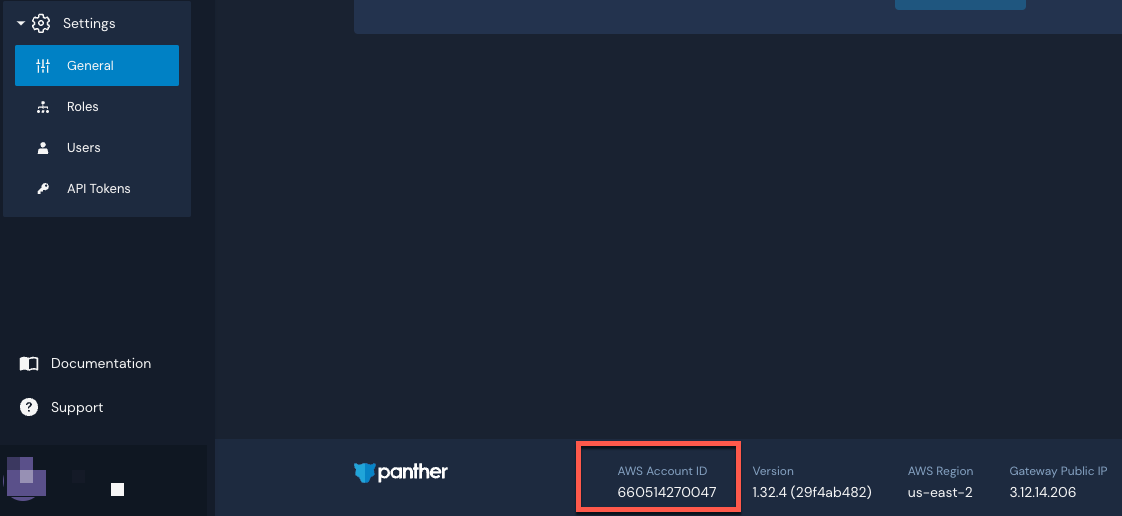 Settings
General
Roles
Users
API Tokens
Documentation
? Support
panther
AWS Account ID
660514270047
Version
1.32.4 (29f4ab482)
AWS Region
us-east-2
Gateway Public IP
3.12.14.206